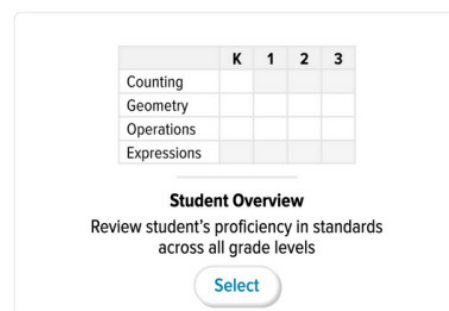 K 1 2 3
Counting
Geometry
Operations
Expressions
Student Overview
Review student's proficiency in standards
across all grade levels
Select